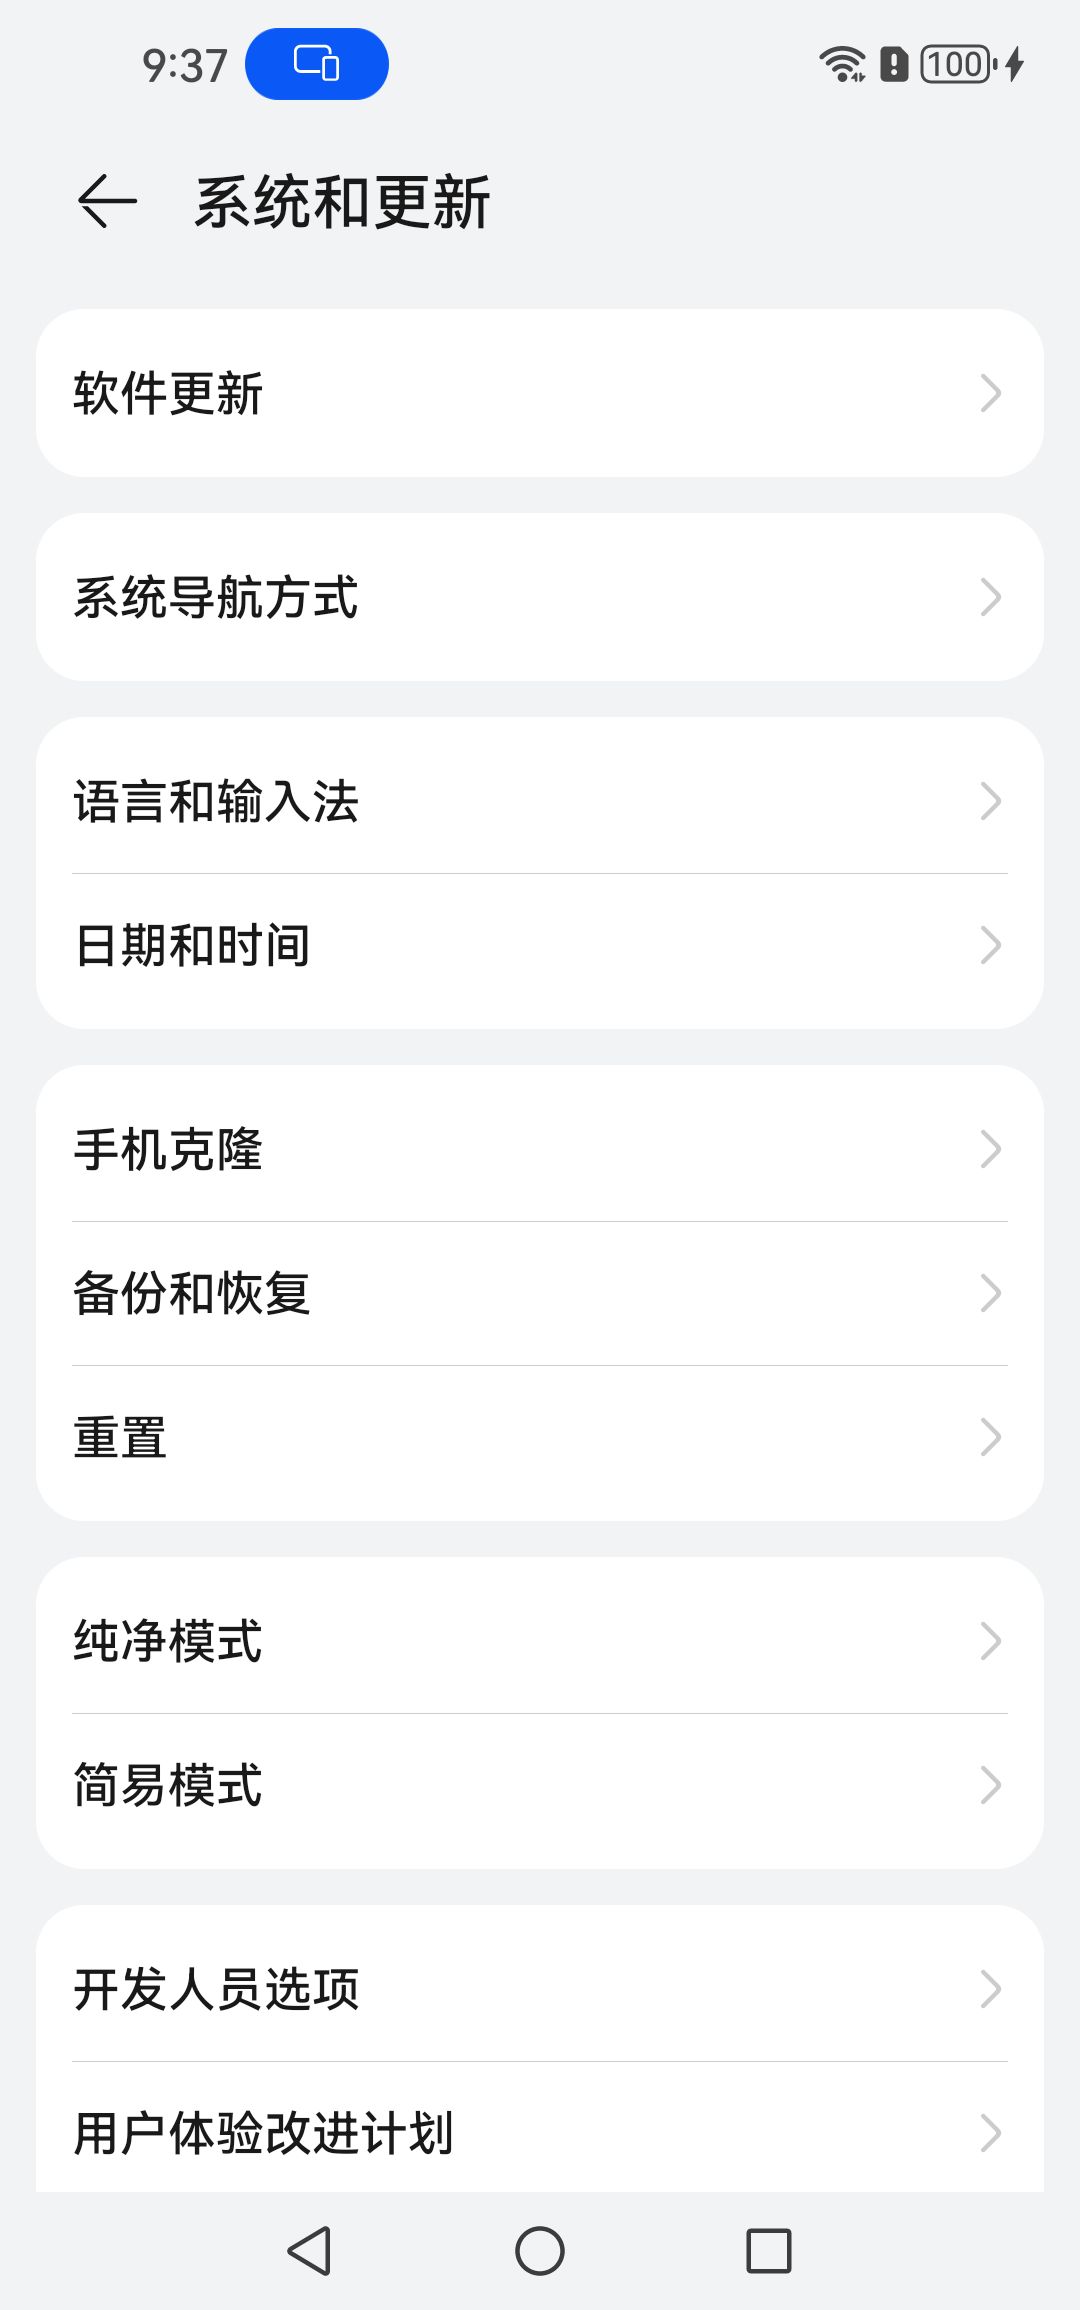 9:37
100
系统和更新
软件更新
系统导航方式
语言和输入法
日期和时间
手机克隆
备份和恢复
重置
纯净模式
简易模式
开发人员选项
用户体验改进计划